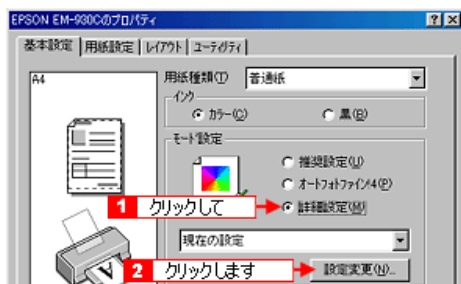 EPSON EM-930Cのプロパティ
基本設定 用紙設定 レイアウト ユーティリティ
A4
用紙種類(T) 普通紙
インク
カラー(C) 黒(B)
モード設定
推奨設定(U)
オートフォトファイン!4(P)
1 クリックして 詳細設定(M)
現在の設定
2 クリックします 設定変更(N)...